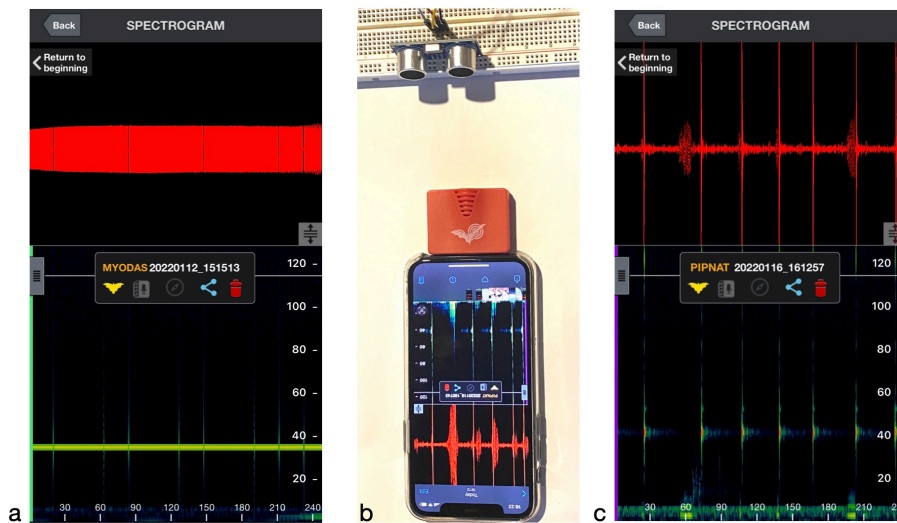 Back
SPECTROGRAM
Return to
beginning
MYODAS 20220112_151513
120
100
80
60
40
20
30 60 90 120 150 180 210 240
a
b
Back
SPECTROGRAM
Return to
beginning
PIPNAT 20220116_161257
120
100
80
60
40
20
30 60 90 120 150 180 210
c